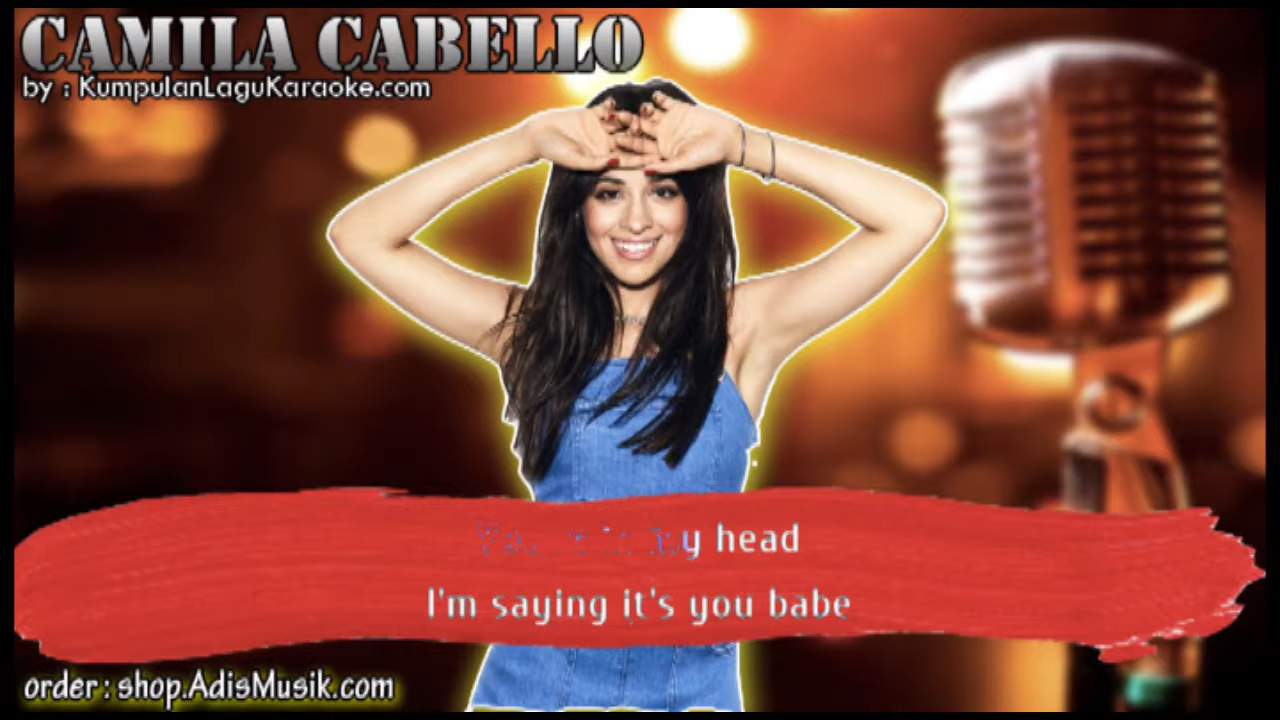 CAMILA CABELLO
by : KumpulanLaguKaraoke.com
y head
I'm saying it's you babe
order : shop.AdisMusik.com